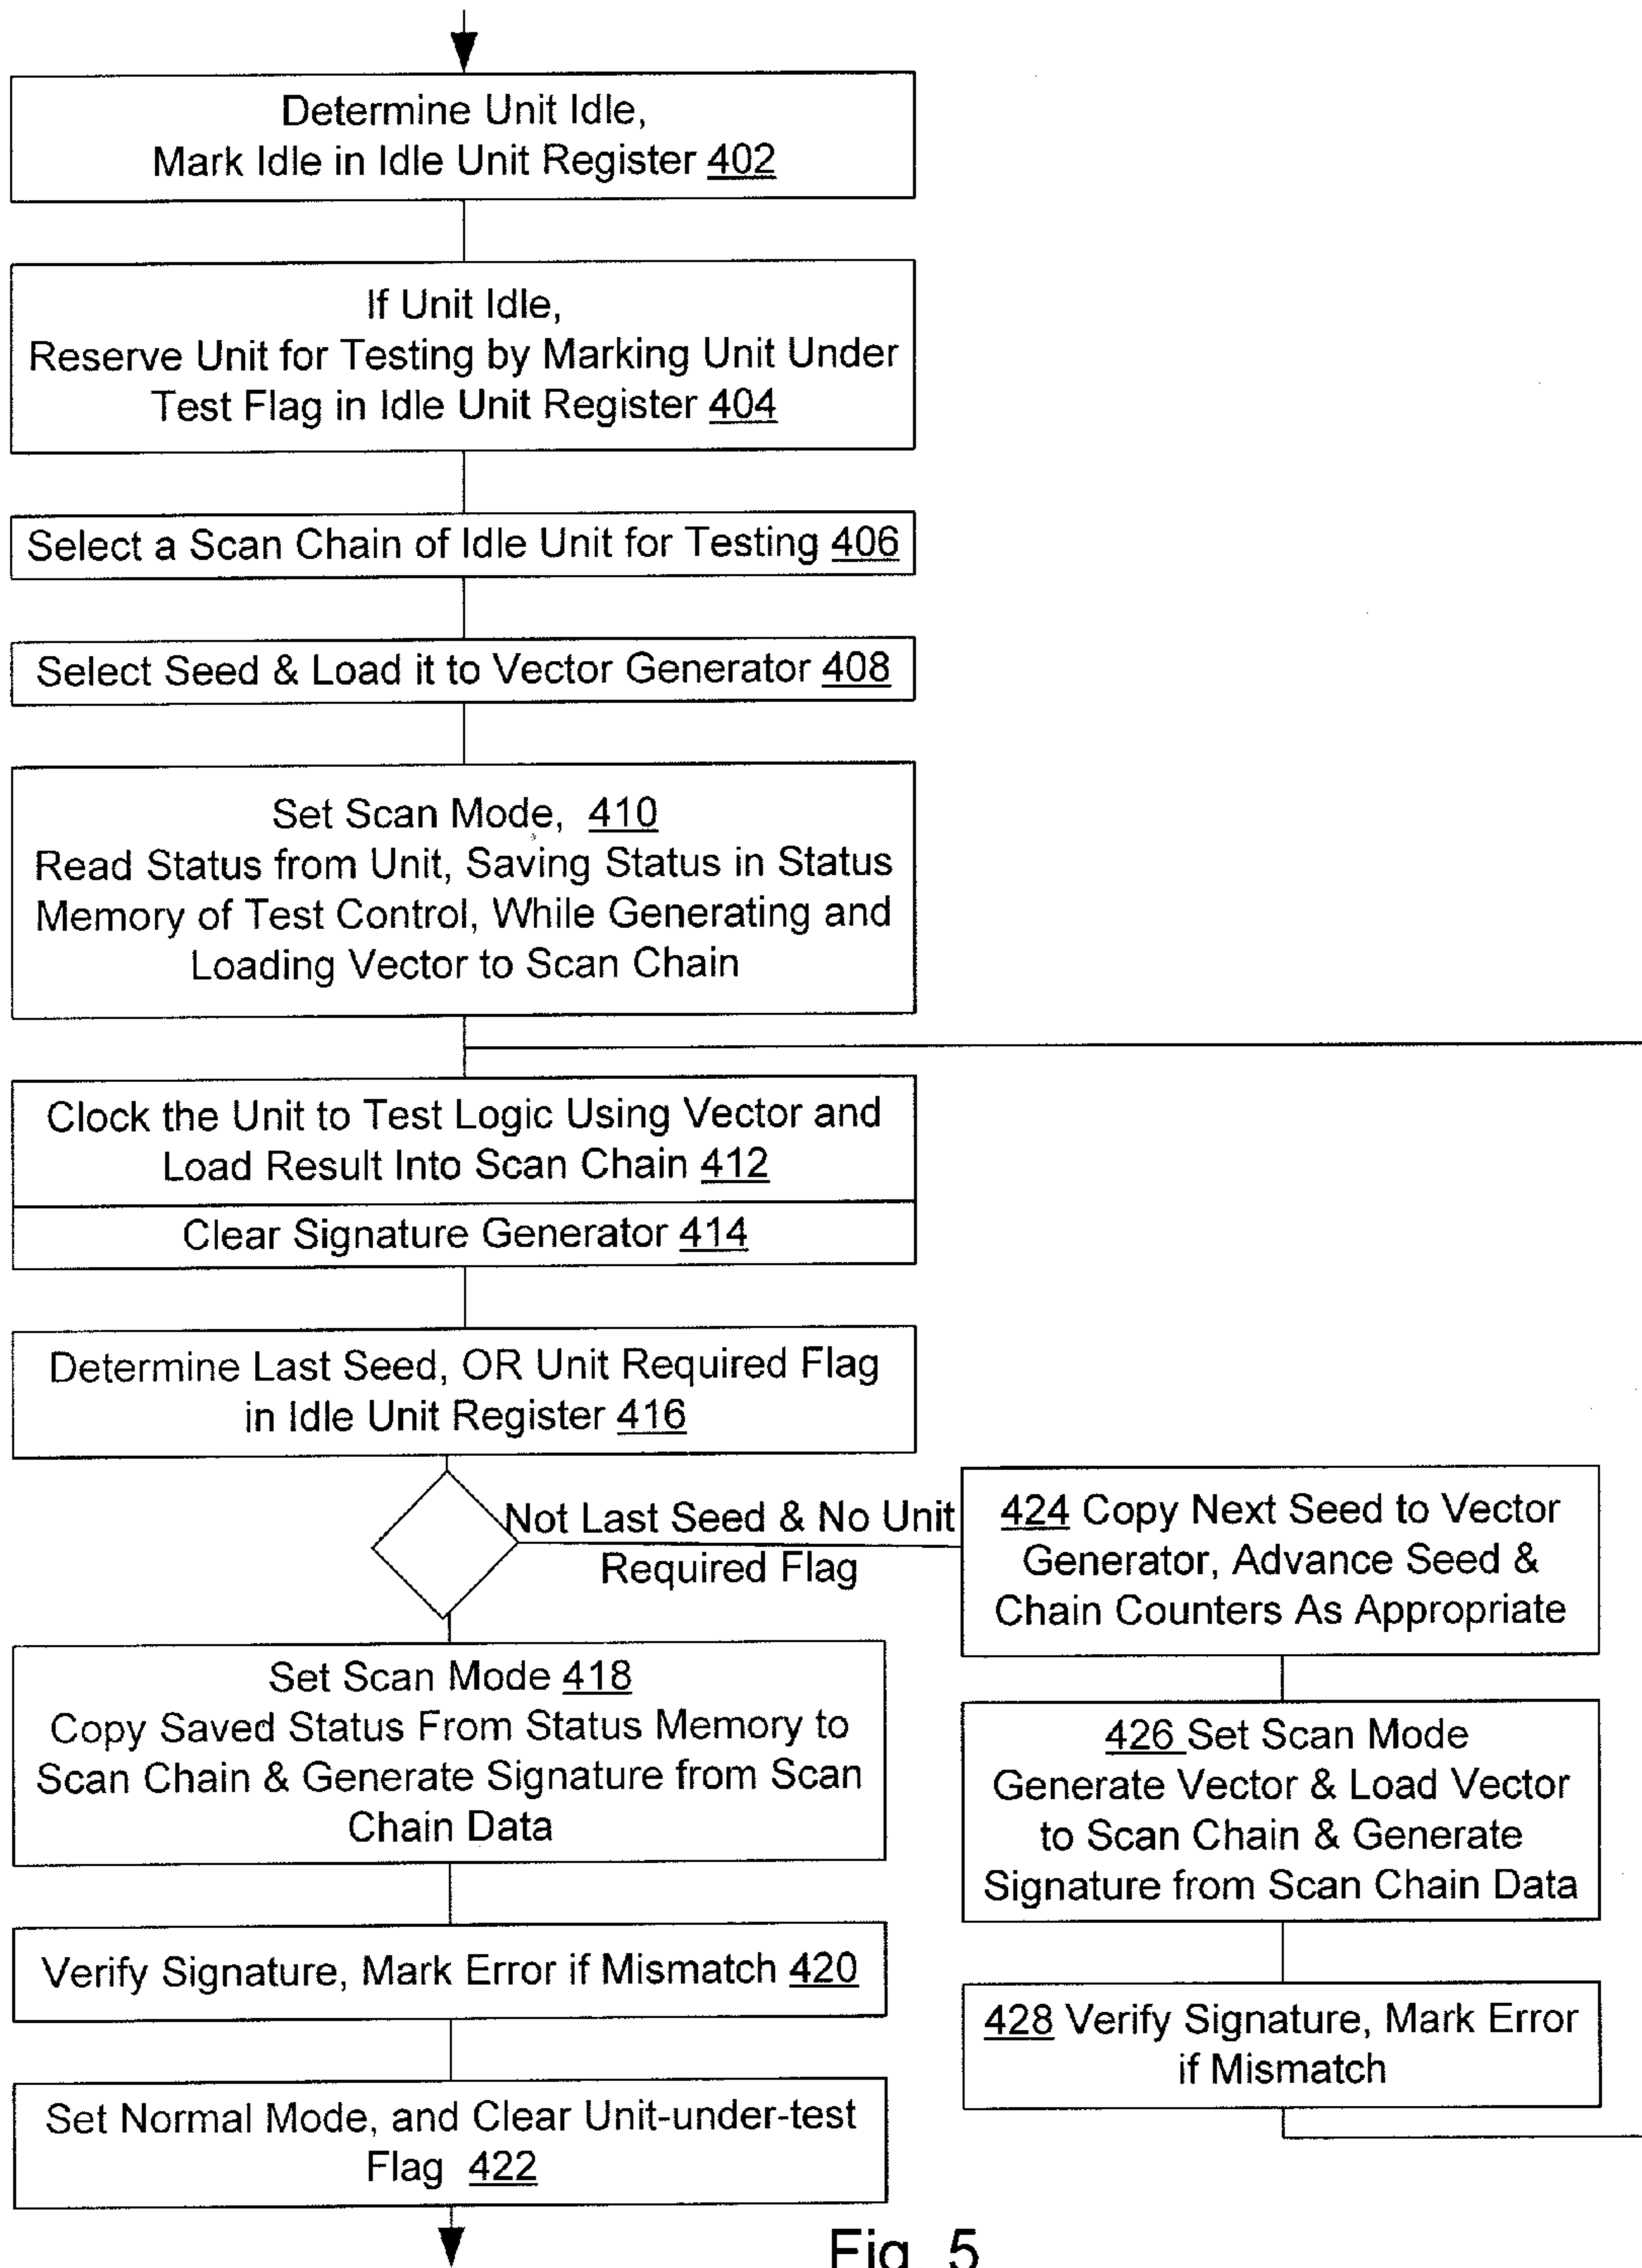 Determine Unit Idle,
Mark Idle in Idle Unit Register 402
If Unit Idle,
Reserve Unit for Testing by Marking Unit Under
Test Flag in Idle Unit Register 404
Select a Scan Chain of Idle Unit for Testing 406
Select Seed & Load it to Vector Generator 408
Set Scan Mode, 410
Read Status from Unit, Saving Status in Status
Memory of Test Control, While Generating and
Loading Vector to Scan Chain
Clock the Unit to Test Logic Using Vector and
Load Result Into Scan Chain 412
Clear Signature Generator 414
Determine Last Seed, OR Unit Required Flag
in Idle Unit Register 416
Not Last Seed & No Unit
Required Flag
424 Copy Next Seed to Vector
Generator, Advance Seed &
Chain Counters As Appropriate
Set Scan Mode 418
Copy Saved Status From Status Memory to
Scan Chain & Generate Signature from Scan
Chain Data
426 Set Scan Mode
Generate Vector & Load Vector
to Scan Chain & Generate
Signature from Scan Chain Data
Verify Signature, Mark Error if Mismatch 420
428 Verify Signature, Mark Error
if Mismatch
Set Normal Mode, and Clear Unit-under-test
Flag 422
Fig. 5